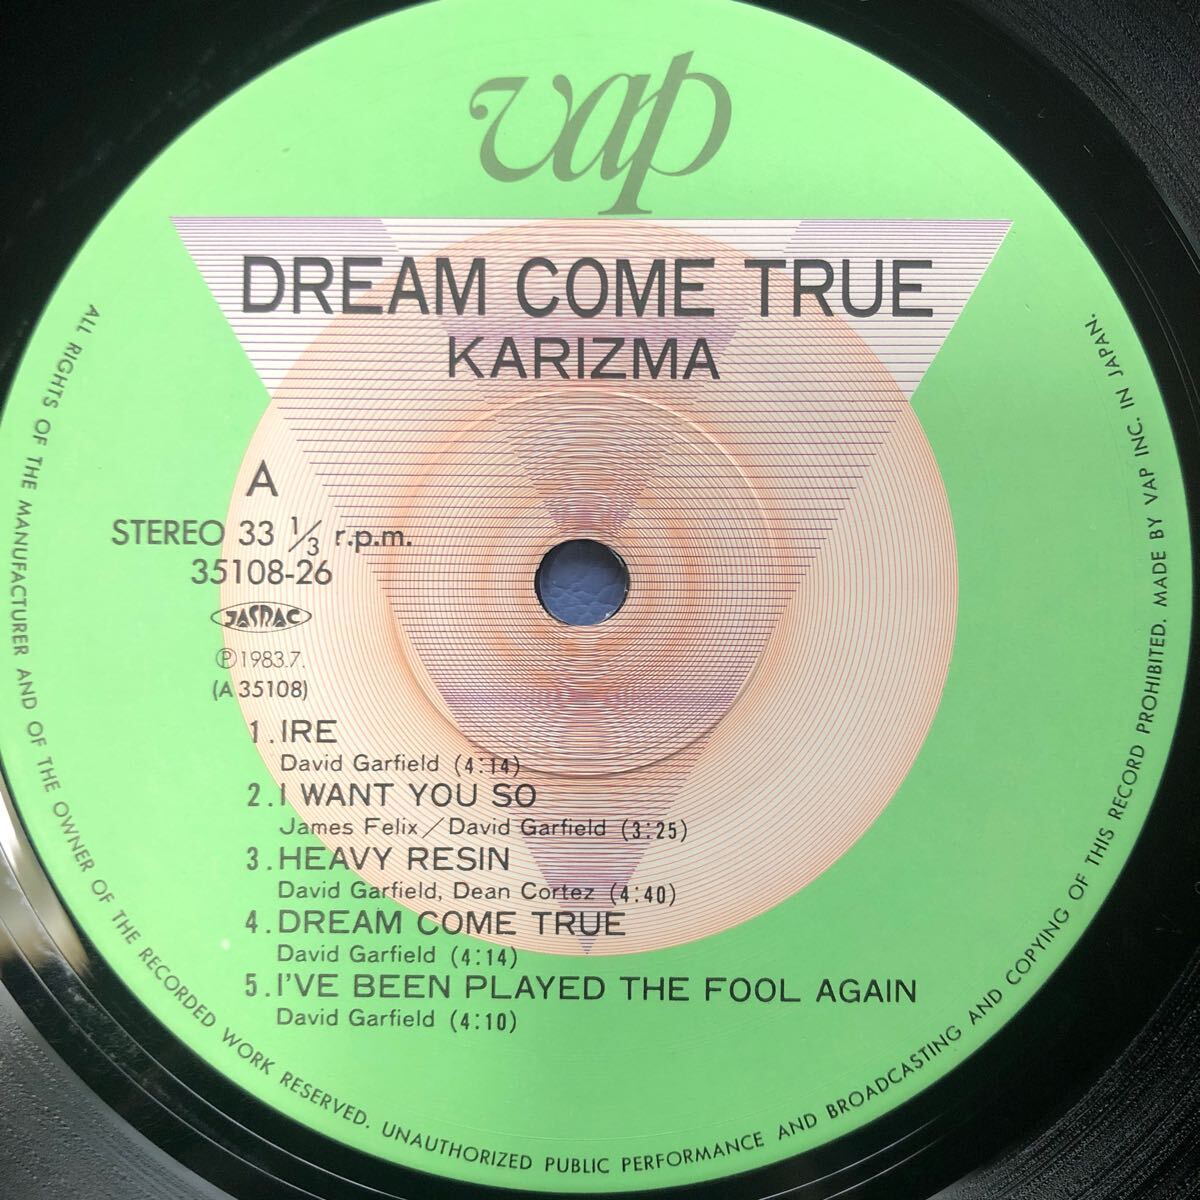 vap
DREAM COME TRUE
KARIZMA
A
STEREO 33 1/3 r.p.m.
35108-26
JASRAC
Ⓟ1983.7.
(A 35108)
1. IRE
David Garfield (4:14)
2. I WANT YOU SO
James Felix／David Garfield (3:25)
3. HEAVY RESIN
David Garfield, Dean Cortez (4:40)
4. DREAM COME TRUE
David Garfield (4:14)
5. I'VE BEEN PLAYED THE FOOL AGAIN
David Garfield (4:10)
ALL RIGHTS OF THE MANUFACTURER AND OF THE OWNER OF THE RECORDED WORK RESERVED. UNAUTHORIZED PUBLIC PERFORMANCE AND BROADCASTING AND COPYING OF THIS RECORD PROHIBITED. MADE BY VAP INC. IN JAPAN.